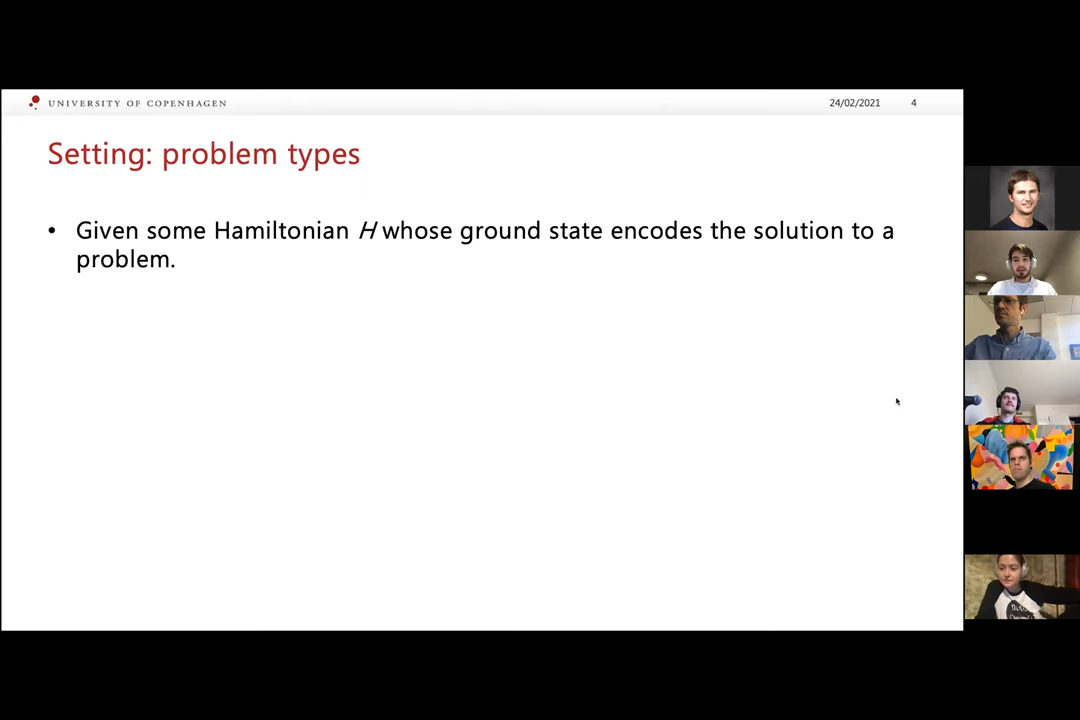 UNIVERSITY OF COPENHAGEN
24/02/2021 4
Setting: problem types
• Given some Hamiltonian H whose ground state encodes the solution to a
problem.